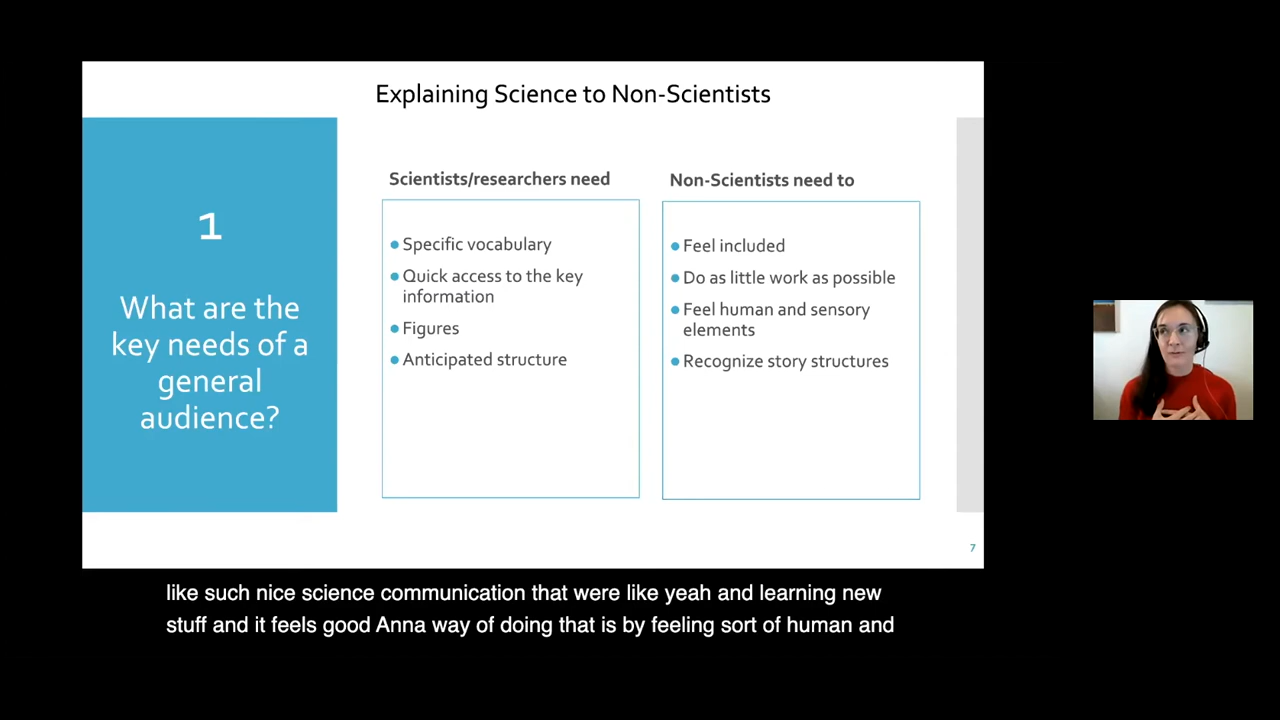 Explaining Science to Non-Scientists
1
What are the
key needs of a
general
audience?
Scientists/researchers need
● Specific vocabulary
● Quick access to the key
information
● Figures
● Anticipated structure
Non-Scientists need to
● Feel included
● Do as little work as possible
● Feel human and sensory
elements
● Recognize story structures
7
like such nice science communication that were like yeah and learning new
stuff and it feels good Anna way of doing that is by feeling sort of human and